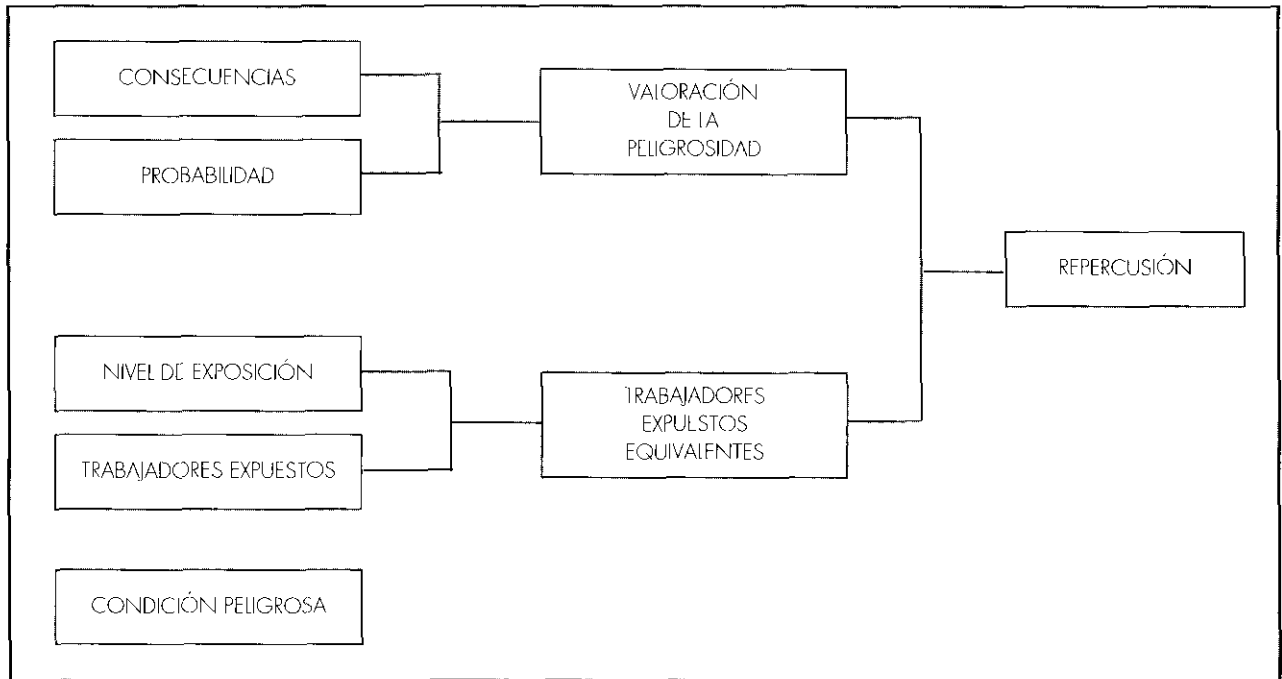 CONSECUENCIAS
PROBABILIDAD
VALORACIÓN
DE LA
PELIGROSIDAD
REPERCUSIÓN
NIVEL DE EXPOSICIÓN
TRABAJADORES EXPUESTOS
TRABAJADORES
EXPUESTOS
EQUIVALENTES
CONDICIÓN PELIGROSA